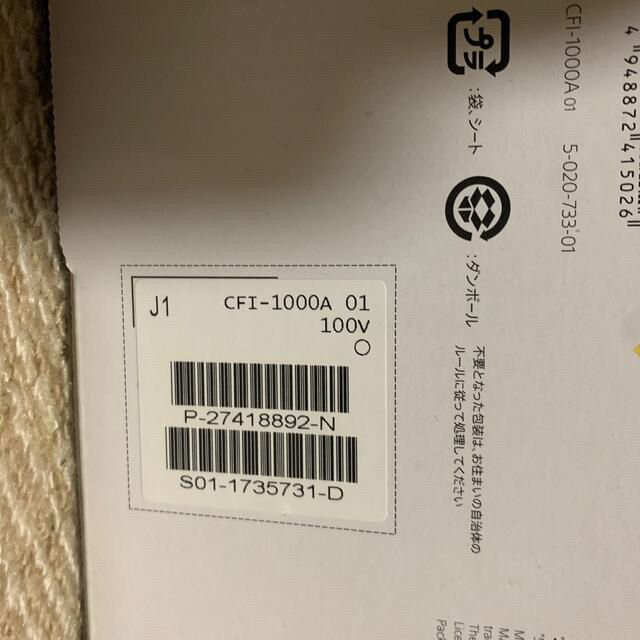 J1
CFI-1000A 01
100V
P-27418892-N
S01-1735731-D
プラ
:袋、シート
:ダンボール
不要となった包装は、お住まいの自治体の
ルールに従って処理してください
CFI-1000A 01 5-020-733-01
4 948872 415026